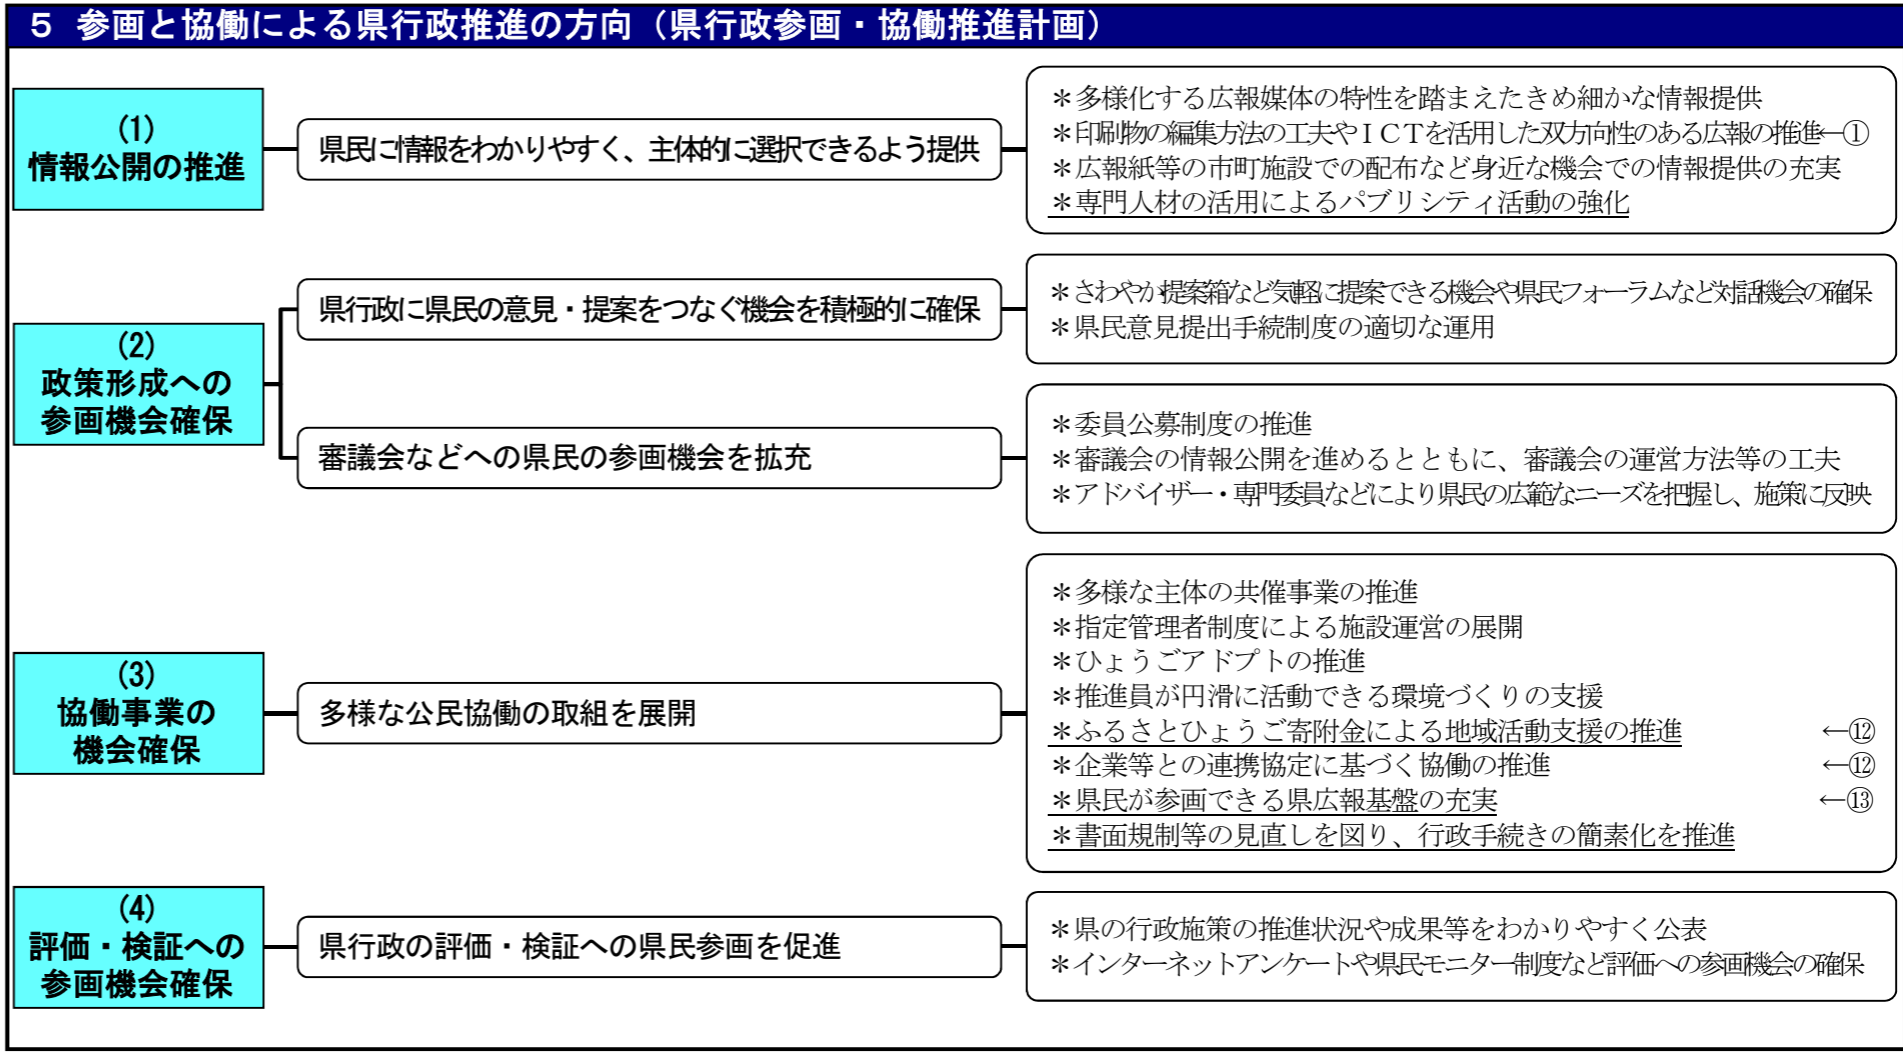 5 参画と協働による県行政推進の方向（県行政参画・協働推進計画）
(1)
情報公開の推進
県民に情報をわかりやすく、主体的に選択できるよう提供
＊多様化する広報媒体の特性を踏まえたきめ細かな情報提供
＊印刷物の編集方法の工夫やＩＣＴを活用した双方向性のある広報の推進←①
＊広報紙等の市町施設での配布など身近な機会での情報提供の充実
＊専門人材の活用によるパブリシティ活動の強化
(2)
政策形成への
参画機会確保
県行政に県民の意見・提案をつなぐ機会を積極的に確保
＊さわやか提案箱など気軽に提案できる機会や県民フォーラムなど対話機会の確保
＊県民意見提出手続制度の適切な運用
審議会などへの県民の参画機会を拡充
＊委員公募制度の推進
＊審議会の情報公開を進めるとともに、審議会の運営方法等の工夫
＊アドバイザー・専門委員などにより県民の広範なニーズを把握し、施策に反映
(3)
協働事業の
機会確保
多様な公民協働の取組を展開
＊多様な主体の共催事業の推進
＊指定管理者制度による施設運営の展開
＊ひょうごアドプトの推進
＊推進員が円滑に活動できる環境づくりの支援
＊ふるさとひょうご寄附金による地域活動支援の推進 ←⑫
＊企業等との連携協定に基づく協働の推進 ←⑫
＊県民が参画できる県広報基盤の充実 ←⑬
＊書面規制等の見直しを図り、行政手続きの簡素化を推進
(4)
評価・検証への
参画機会確保
県行政の評価・検証への県民参画を促進
＊県の行政施策の推進状況や成果等をわかりやすく公表
＊インターネットアンケートや県民モニター制度など評価への参画機会の確保